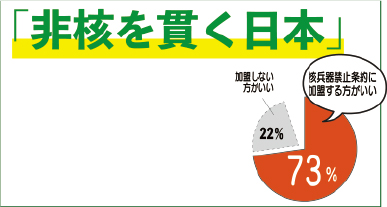 「非核を貫く日本」
加盟しない
方がいい
核兵器禁止条約に
加盟する方がいい
22%
73%